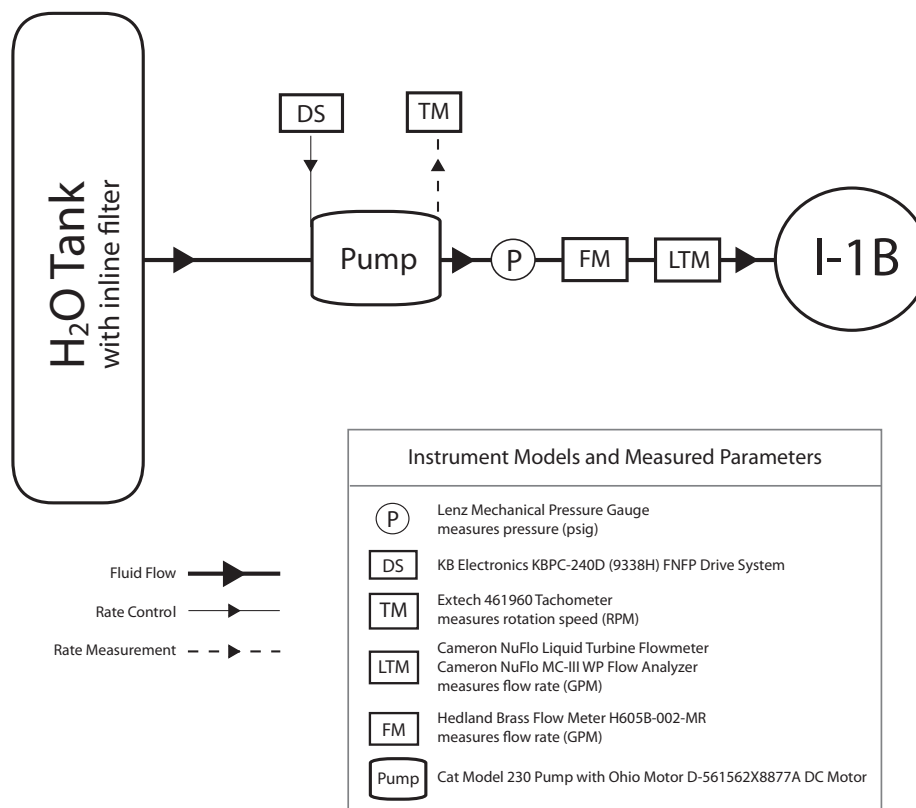 H₂O Tank
with inline filter
DS
TM
Pump
P
FM
LTM
I-1B
Fluid Flow
Rate Control
Rate Measurement
Instrument Models and Measured Parameters
P
Lenz Mechanical Pressure Gauge
measures pressure (psig)
DS
KB Electronics KBPC-240D (9338H) FNFP Drive System
TM
Extech 461960 Tachometer
measures rotation speed (RPM)
LTM
Cameron NuFlo Liquid Turbine Flowmeter
Cameron NuFlo MC-III WP Flow Analyzer
measures flow rate (GPM)
FM
Hedland Brass Flow Meter H605B-002-MR
measures flow rate (GPM)
Pump
Cat Model 230 Pump with Ohio Motor D-561562X8877A DC Motor